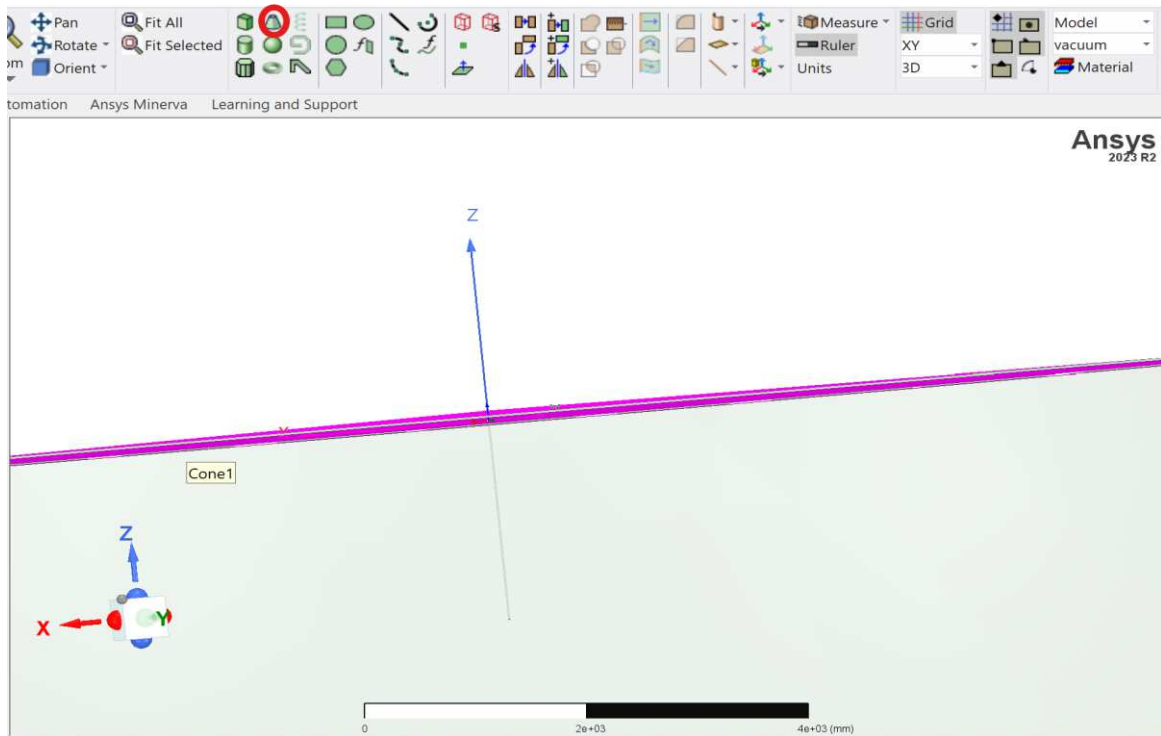 Pan
Fit All
Measure
Grid
Model
Rotate
Fit Selected
Ruler
XY
vacuum
om
Orient
Units
3D
Material
tomation Ansys Minerva Learning and Support
Ansys
2023 R2
Z
X
Cone1
Z
X
Y
0 2e+03 4e+03 (mm)